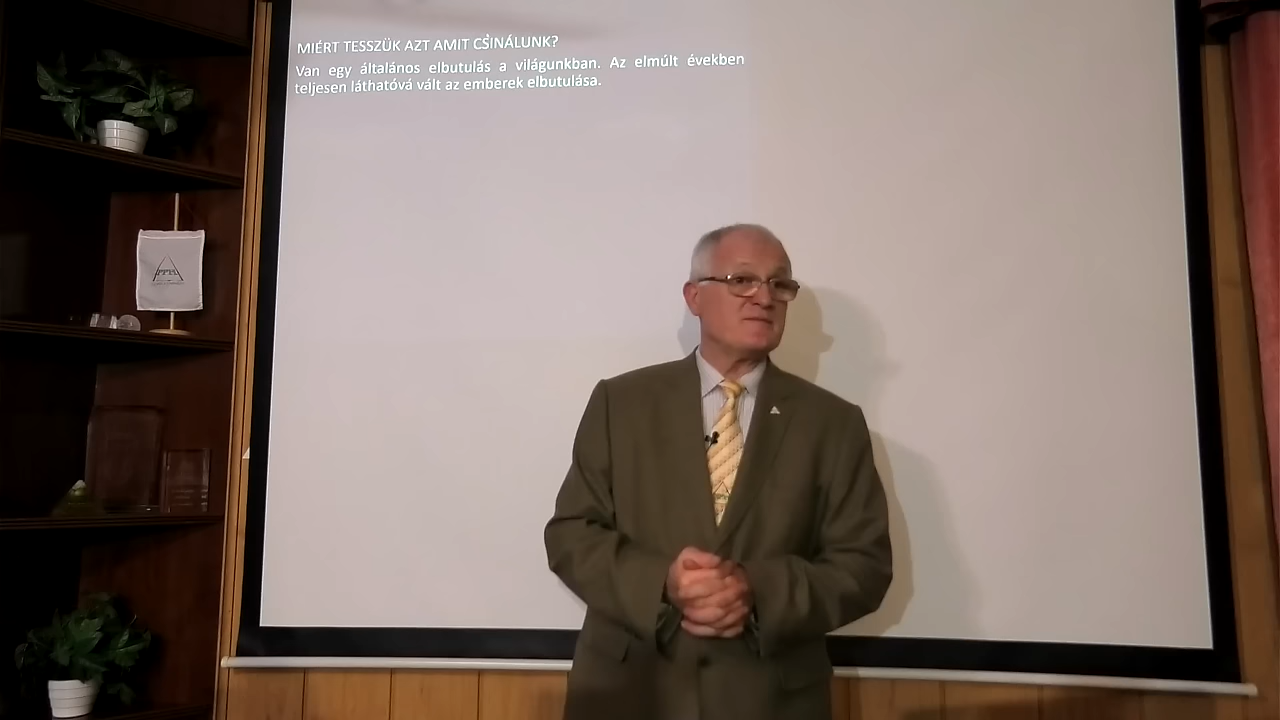 MIÉRT TESSZÜK AZT AMIT CSINÁLUNK?
Van egy általános elbutulás a világunkban. Az elmúlt években
teljesen láthatóvá vált az emberek elbutulása.